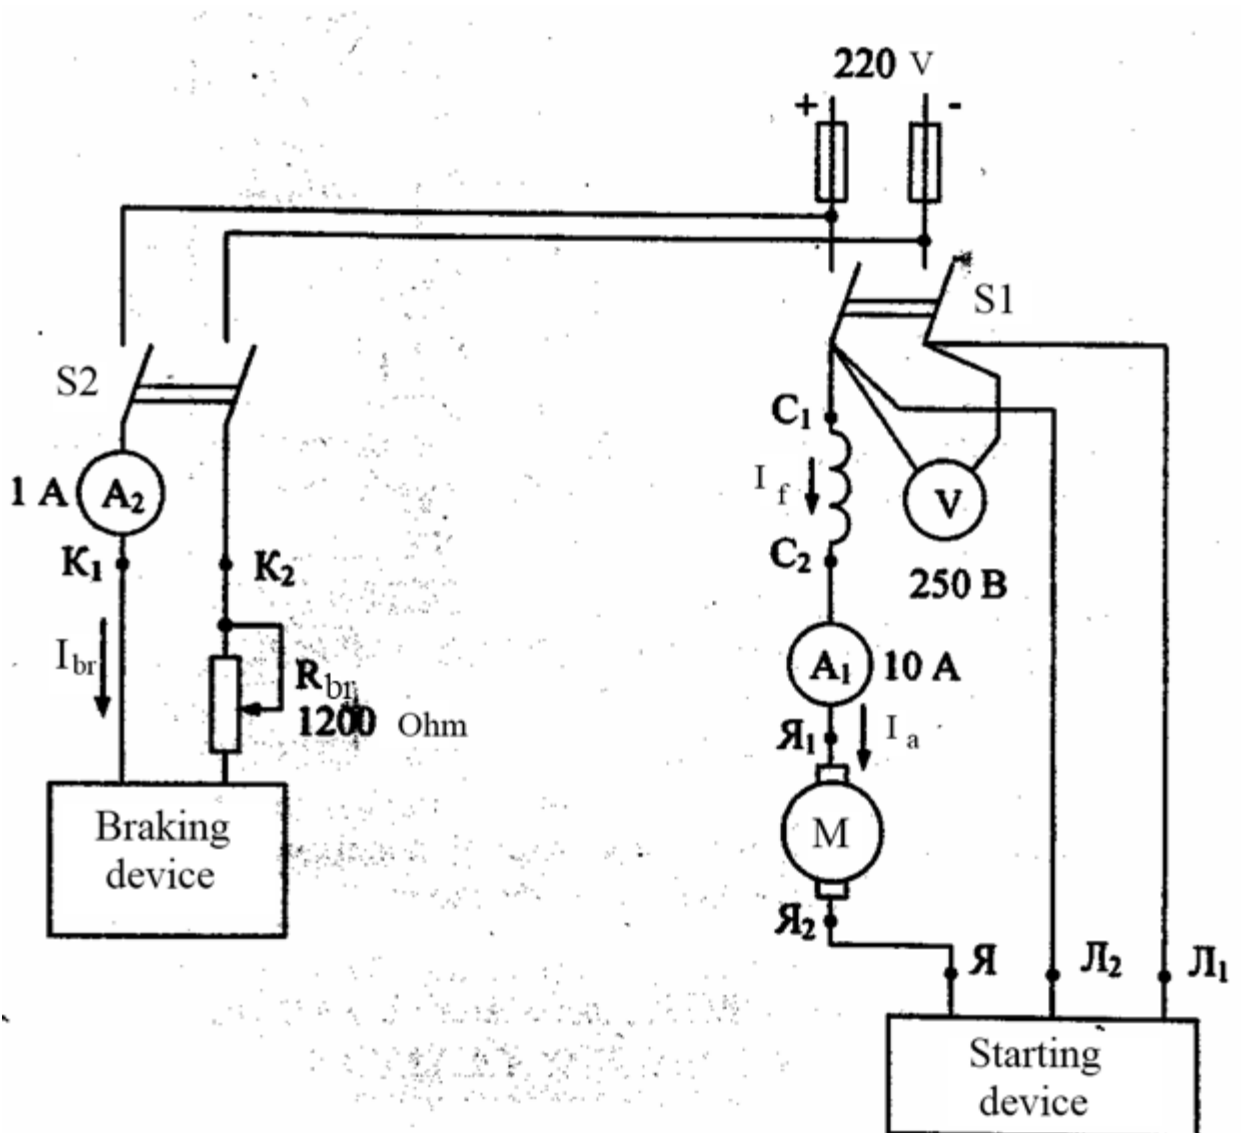 220 V
+ -
S1
S2
C₁
1 A A₂
I f
V
K₁ K₂
C₂
250 В
I br
R br
1200 Ohm
A₁ 10 A
Я₁ I a
Braking
device
M
Я₂
Я Л₂ Л₁
Starting
device